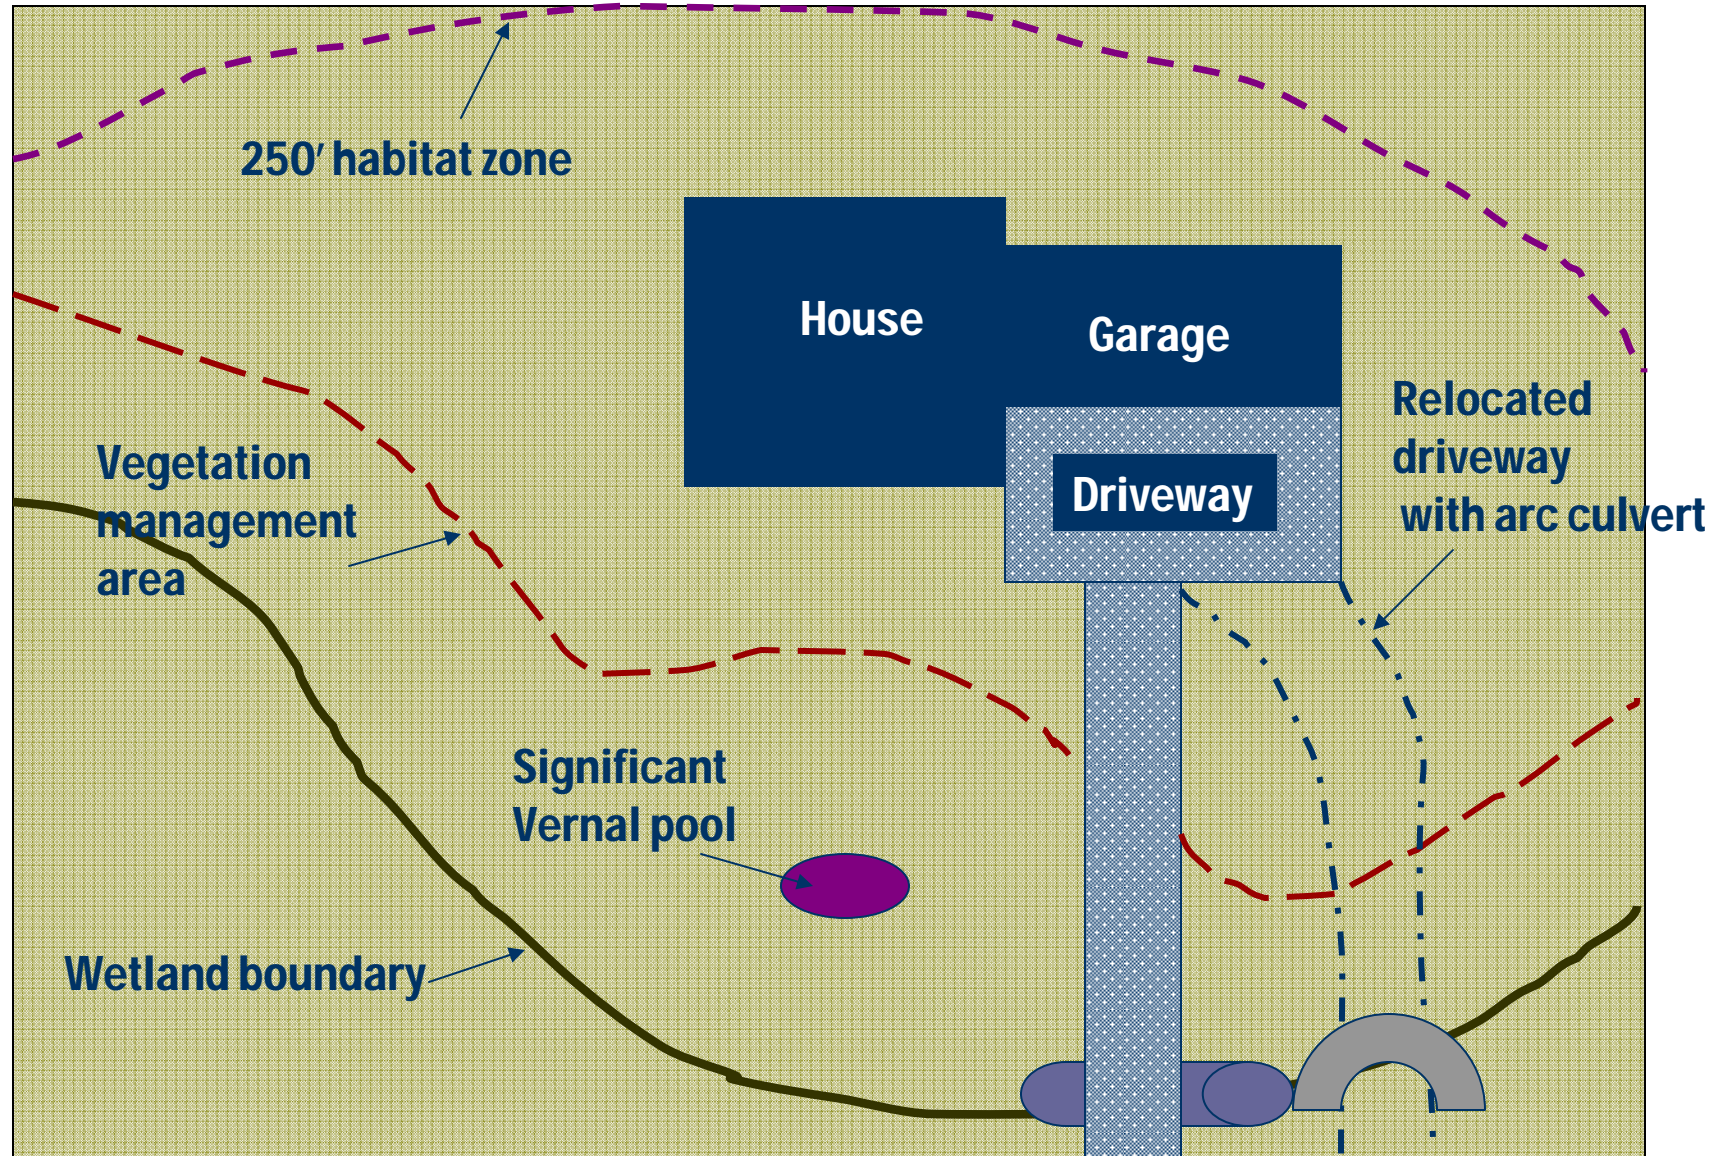 250' habitat zone
House
Garage
Relocated
driveway
with arc culvert
Vegetation
management
area
Driveway
Significant
Vernal pool
Wetland boundary